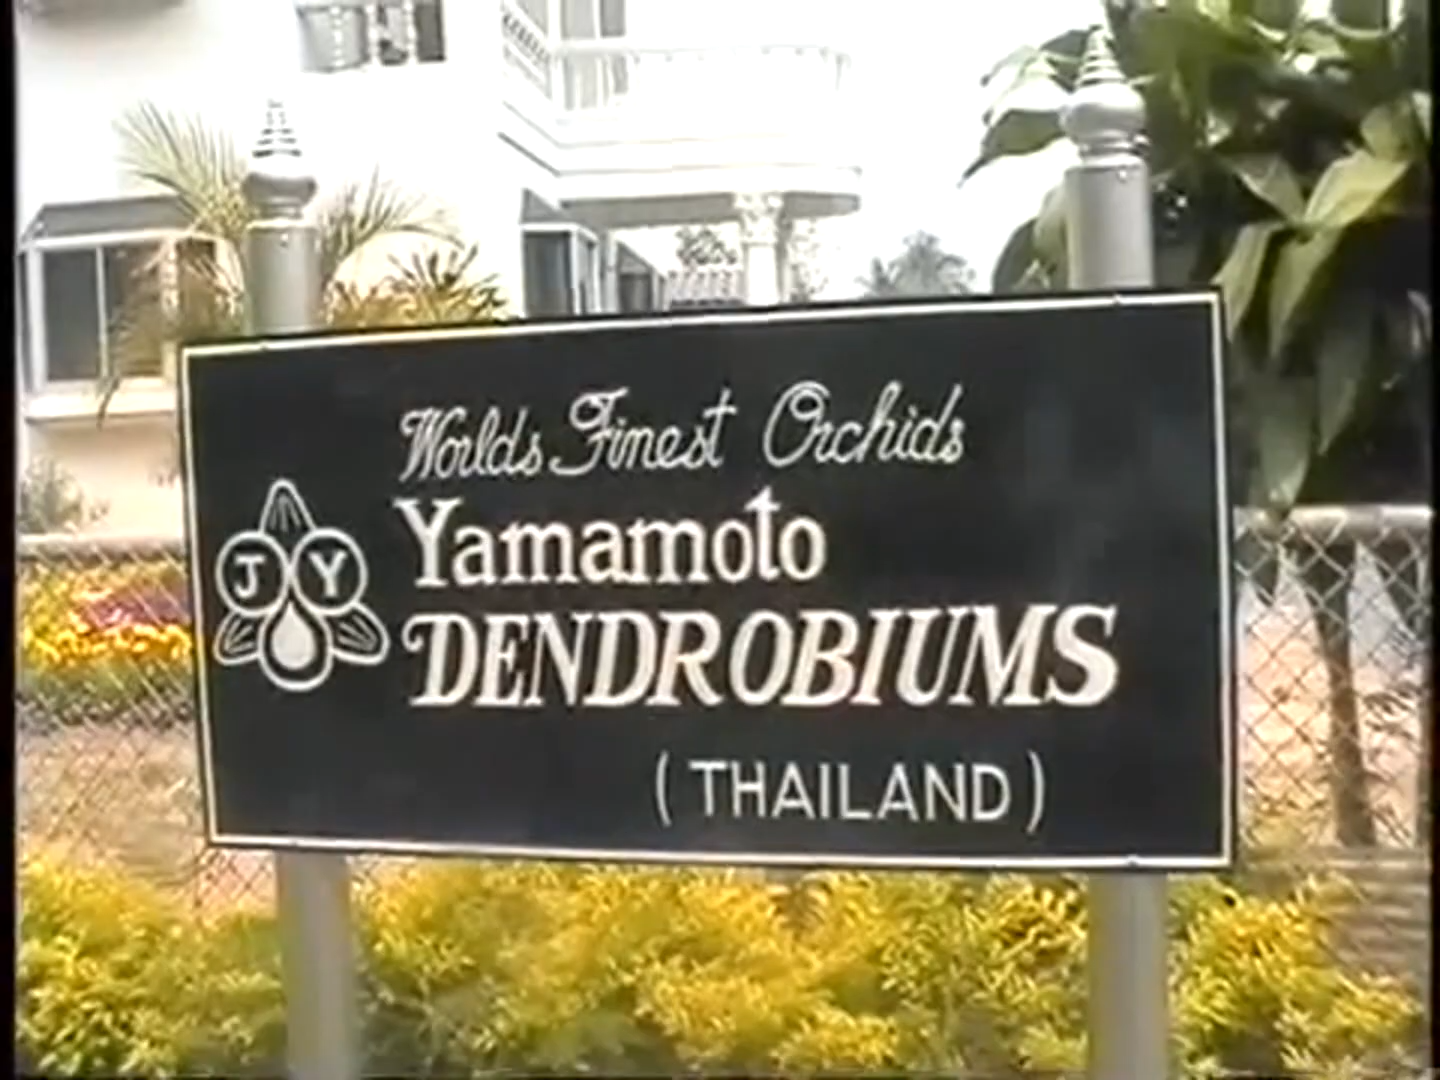 Worlds Finest Orchids
J Y
Yamamoto
DENDROBIUMS
(THAILAND)